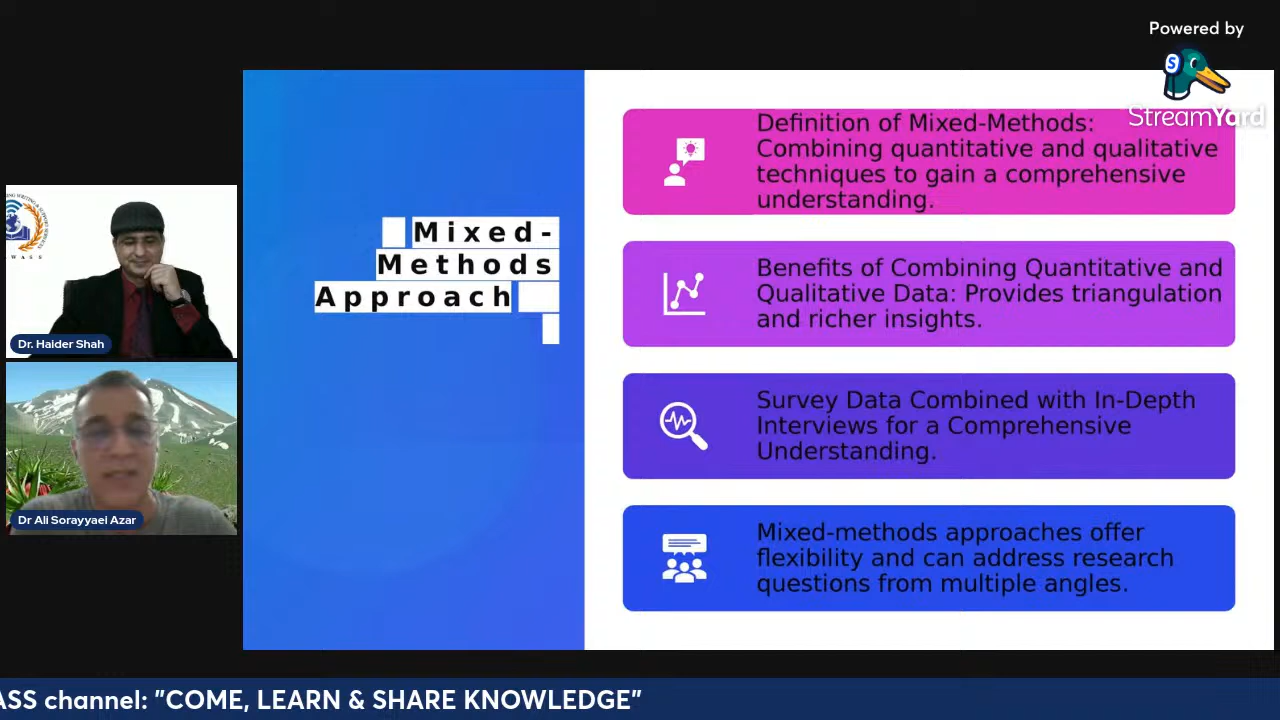 Powered by
StreamYard
Mixed-
Methods
Approach
Definition of Mixed-Methods:
Combining quantitative and qualitative
techniques to gain a comprehensive
understanding.
Benefits of Combining Quantitative and
Qualitative Data: Provides triangulation
and richer insights.
Survey Data Combined with In-Depth
Interviews for a Comprehensive
Understanding.
Mixed-methods approaches offer
flexibility and can address research
questions from multiple angles.
Dr. Haider Shah
Dr Ali Sorayyaei Azar
ASS channel: "COME, LEARN & SHARE KNOWLEDGE"